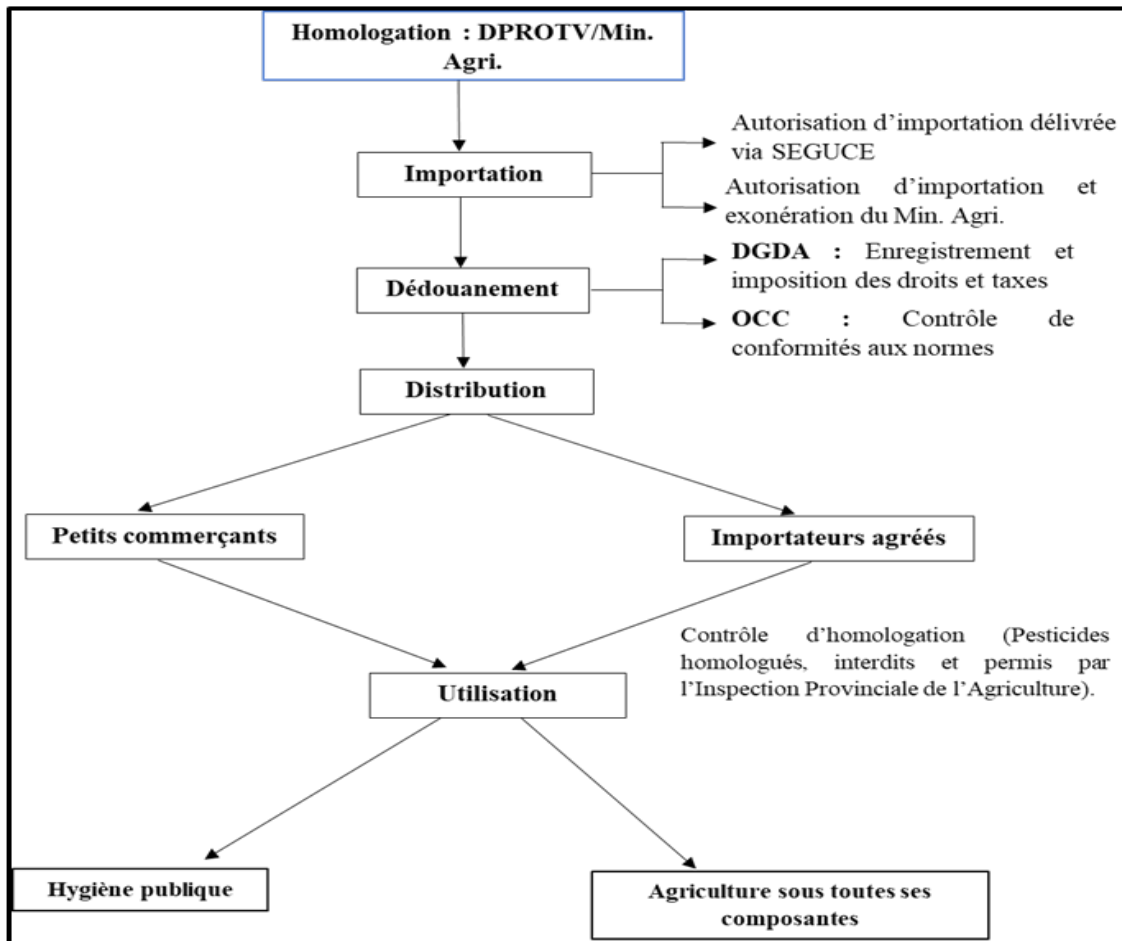 Homologation : DPROTV/Min.
Agri.
Importation
Autorisation d'importation délivrée
via SEGUCE
Autorisation d'importation et
exonération du Min. Agri.
Dédouanement
DGDA : Enregistrement et
imposition des droits et taxes
OCC : Contrôle de
conformités aux normes
Distribution
Petits commerçants
Importateurs agréés
Contrôle d'homologation (Pesticides
homologués, interdits et permis par
l'Inspection Provinciale de l'Agriculture).
Utilisation
Hygiène publique
Agriculture sous toutes ses
composantes